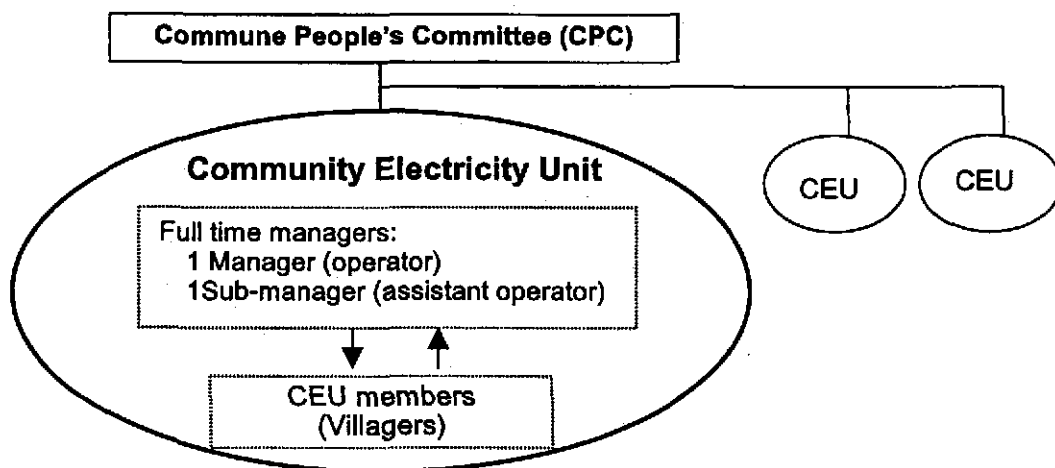 Commune People's Committee (CPC)
Community Electricity Unit
Full time managers:
1 Manager (operator)
1Sub-manager (assistant operator)
CEU members
(Villagers)
CEU
CEU